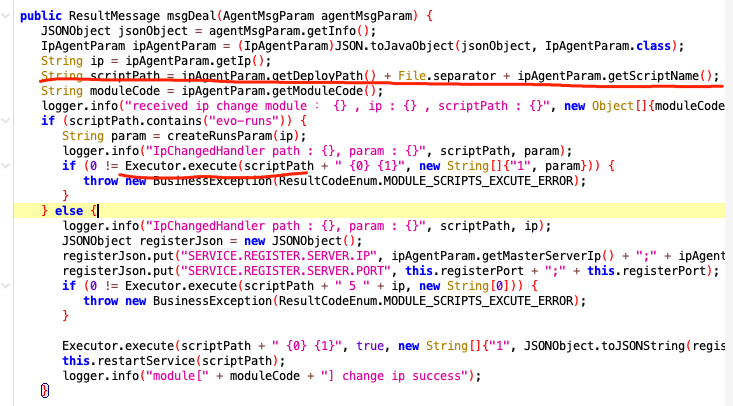 public ResultMessage msgDeal(AgentMsgParam agentMsgParam) {
JSONObject jsonObject = agentMsgParam.getInfo();
IpAgentParam ipAgentParam = (IpAgentParam)JSON.toJavaObject(jsonObject, IpAgentParam.class);
String ip = ipAgentParam.getIp();
String scriptPath = ipAgentParam.getDeployPath() + File.separator + ipAgentParam.getScriptName();
String moduleCode = ipAgentParam.getModuleCode();
logger.info("received ip change module： {} , ip : {} , scriptPath : {}", new Object[]{moduleCode
if (scriptPath.contains("evo-runs")) {
String param = createRunsParam(ip);
logger.info("IpChangedHandler path : {}, param : {}", scriptPath, param);
if (0 != Executor.execute(scriptPath + " {0} {1}", new String[]{"1", param})) {
throw new BusinessException(ResultCodeEnum.MODULE_SCRIPTS_EXCUTE_ERROR);
}
} else {
logger.info("IpChangedHandler path : {}, param : {}", scriptPath, ip);
JSONObject registerJson = new JSONObject();
registerJson.put("SERVICE.REGISTER.SERVER.IP", ipAgentParam.getMasterServerIp() + ";" + ipAgent
registerJson.put("SERVICE.REGISTER.SERVER.PORT", this.registerPort + ";" + this.registerPort);
if (0 != Executor.execute(scriptPath + " 5 " + ip, new String[0])) {
throw new BusinessException(ResultCodeEnum.MODULE_SCRIPTS_EXCUTE_ERROR);
}
Executor.execute(scriptPath + " {0} {1}", true, new String[]{"1", JSONObject.toJSONString(regis
this.restartService(scriptPath);
logger.info("module[" + moduleCode + "] change ip success");
}